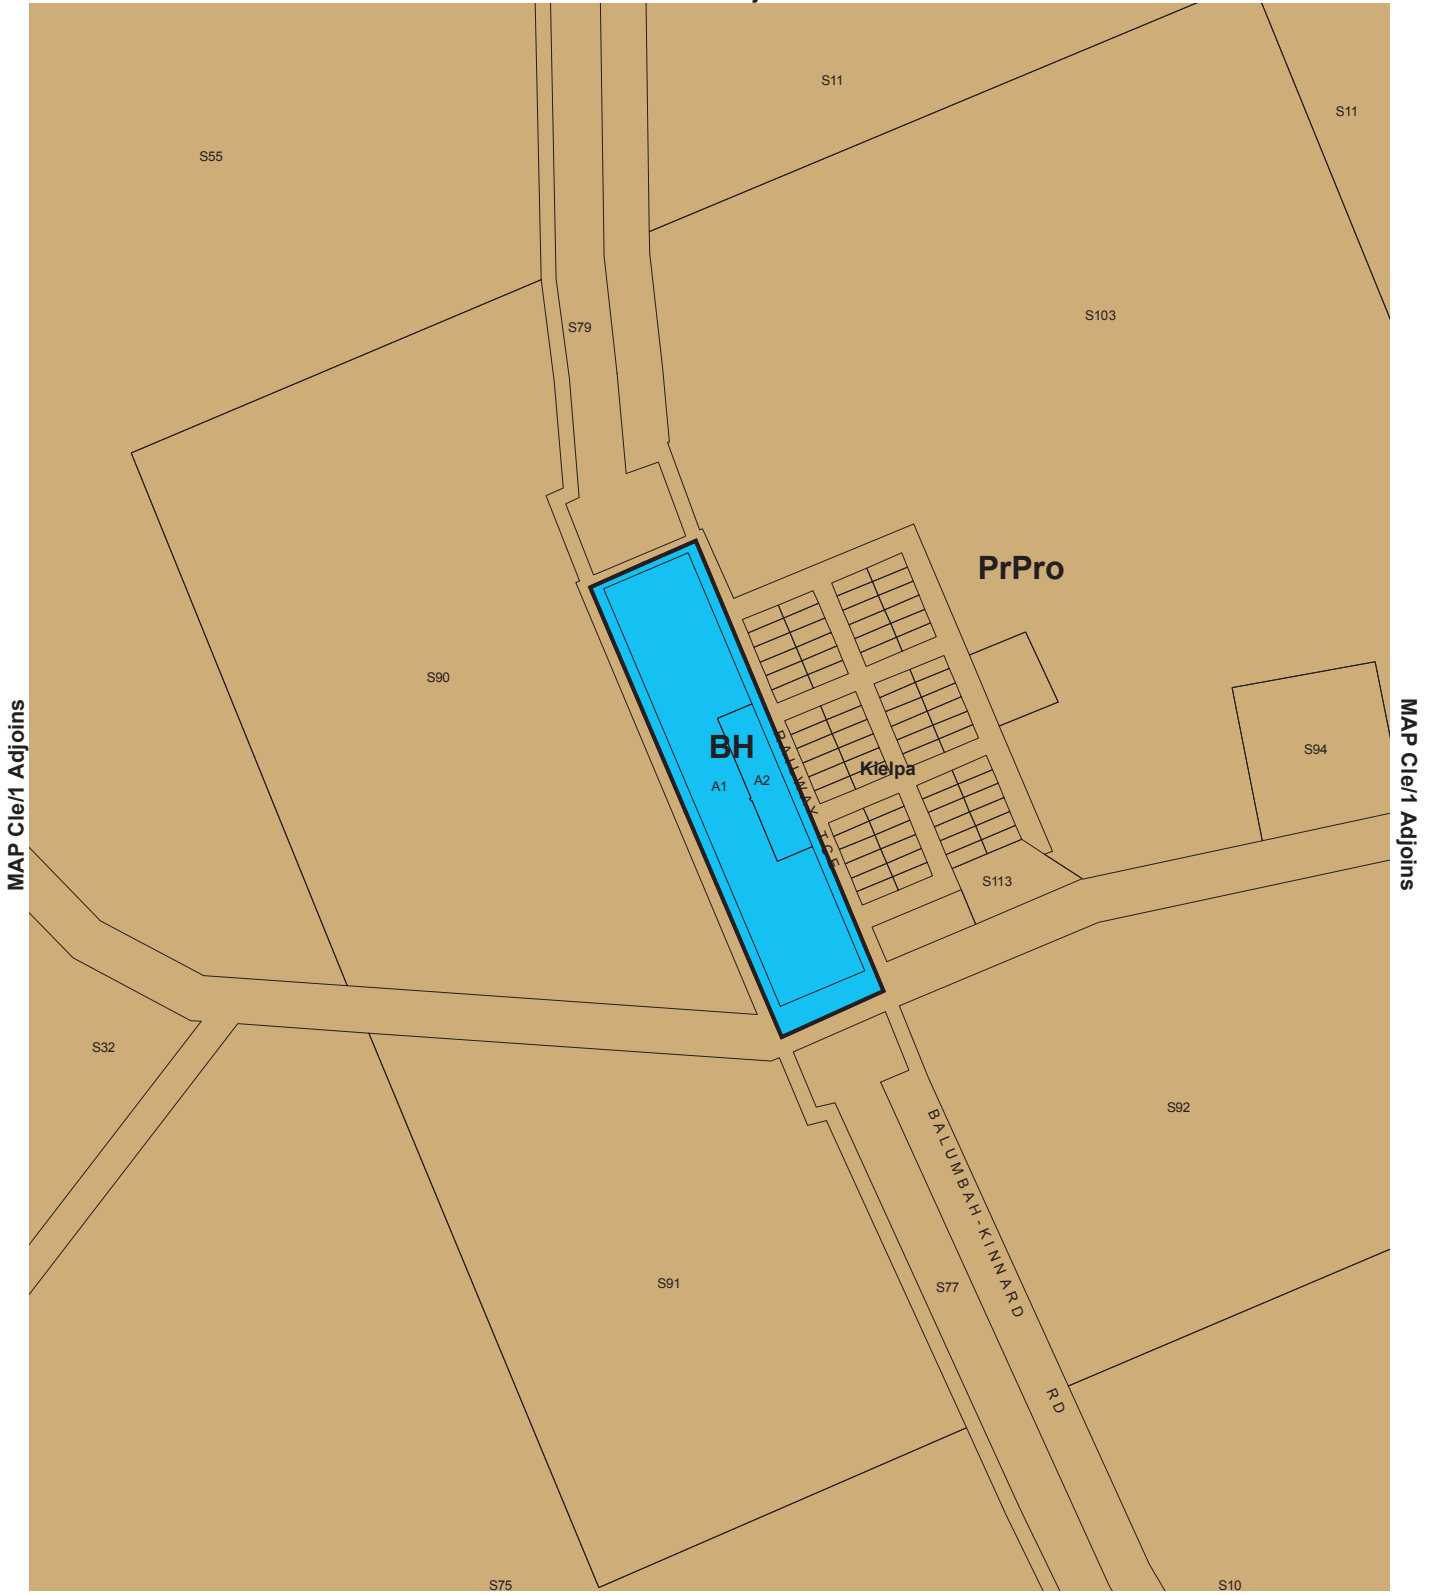 S11
S11
S55
S103
S79
PrPro
S90
MAP Cle/1 Adjoins
MAP Cle/1 Adjoins
BH
RAILWAY TCE
Kielpa
S94
A1
A2
S113
S32
S92
BALUMBAH-KINNARD RD
S91
S77
S75
S10